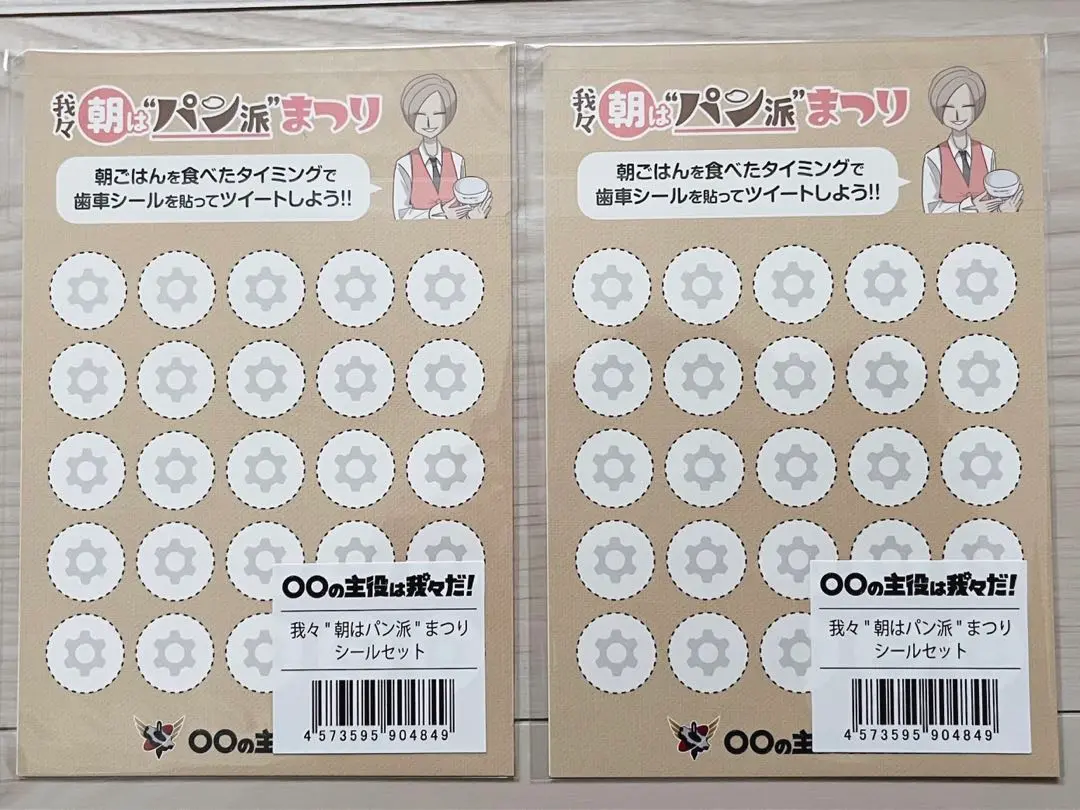 我々朝は"パン派"まつり
朝ごはんを食べたタイミングで
歯車シールを貼ってツイートしよう!!
〇〇の主役は我々だ!
我々"朝はパン派"まつり
シールセット
4 573595 904849
〇〇の主
我々朝は"パン派"まつり
朝ごはんを食べたタイミングで
歯車シールを貼ってツイートしよう!!
〇〇の主役は我々だ!
我々"朝はパン派"まつり
シールセット
4 573595 904849
〇〇の主